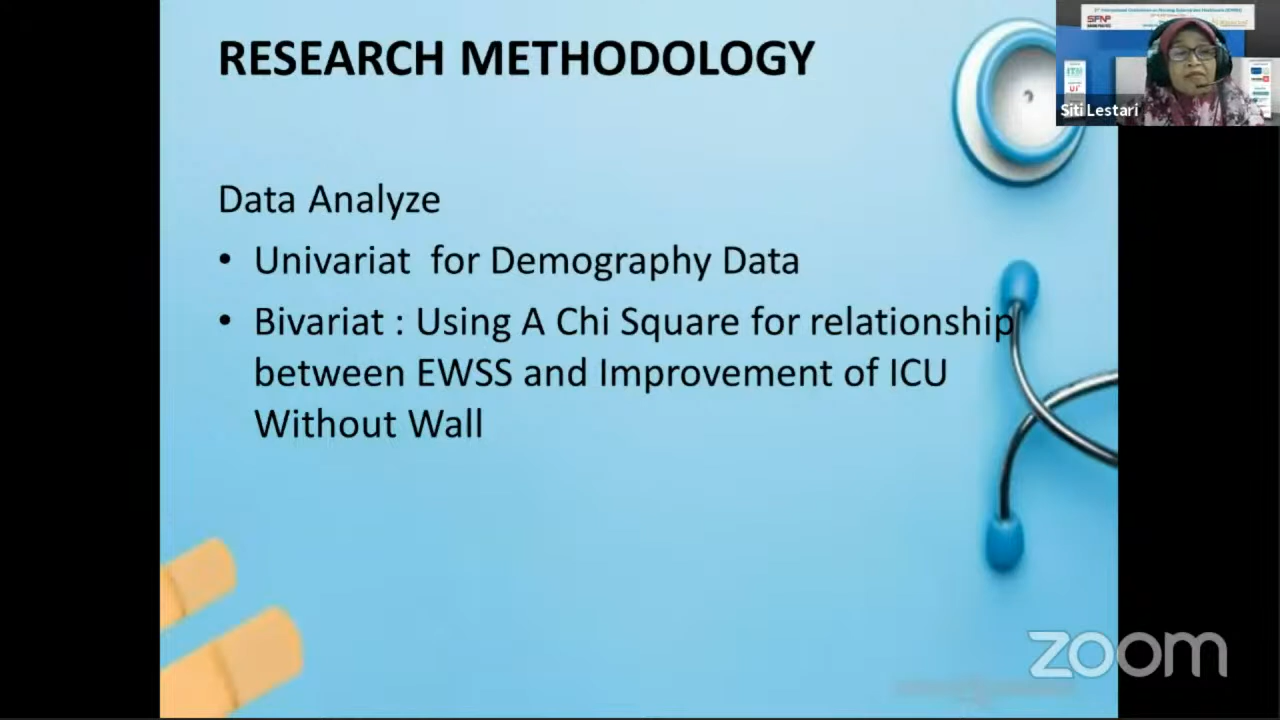 RESEARCH METHODOLOGY
Siti Lestari
Data Analyze
• Univariat for Demography Data
• Bivariat : Using A Chi Square for relationship
between EWSS and Improvement of ICU
Without Wall
zoom